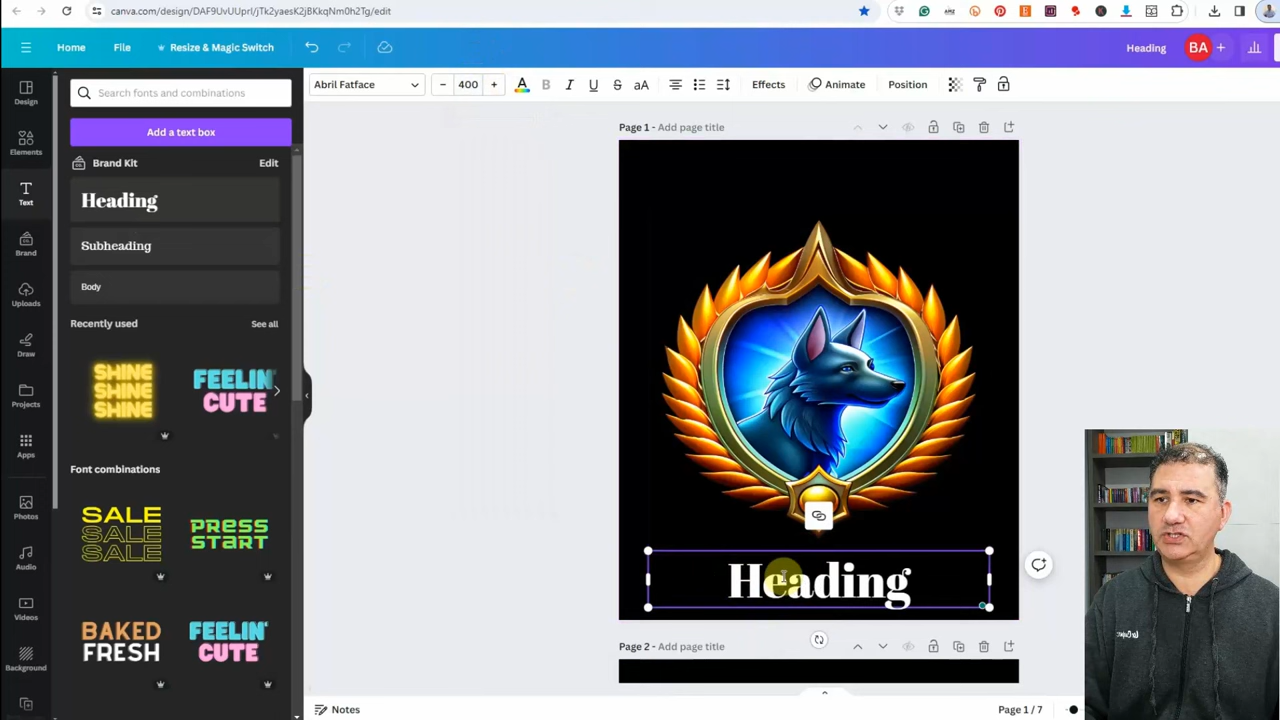 canva.com/design/DAF9UvUUprI/jTk2yaesK2jBKkqNm0h2Tg/edit
Home
File
Resize & Magic Switch
Heading
BA
Design
Elements
Text
Brand
Uploads
Draw
Projects
Apps
Photos
Audio
Videos
Background
Search fonts and combinations
Add a text box
Brand Kit
Edit
Heading
Subheading
Body
Recently used
See all
SHINE
SHINE
SHINE
FEELIN'
CUTE
Font combinations
SALE
SALE
SALE
PRESS
START
BAKED
FRESH
FEELIN'
CUTE
Abril Fatface
400
A
B
I
U
S
aA
Effects
Animate
Position
Page 1 - Add page title
Heading
Page 2 - Add page title
Notes
Page 1 / 7